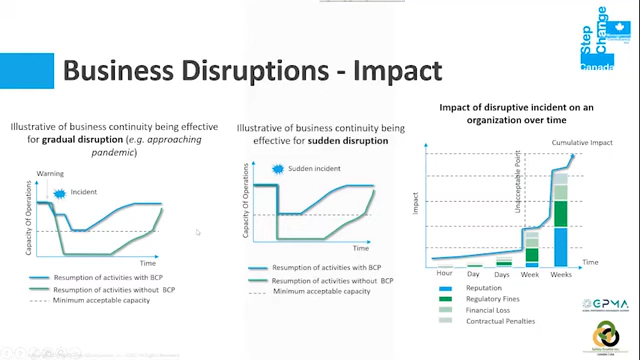 Step
Change
Canada
Business Disruptions - Impact
Illustrative of business continuity being effective
for gradual disruption (e.g. approaching
pandemic)
Warning
Incident
Capacity Of Operations
Time
Resumption of activities with BCP
Resumption of activities without BCP
Minimum acceptable capacity
Illustrative of business continuity being
effective for sudden disruption
Sudden incident
Capacity Of Operations
Time
Resumption of activities with BCP
Resumption of activities without BCP
Minimum acceptable capacity
Impact of disruptive incident on an
organization over time
Cumulative Impact
Unacceptable Point
Impact
Time
Hour Day Days Week Weeks
Reputation
Regulatory Fines
Financial Loss
Contractual Penalties
GPMA